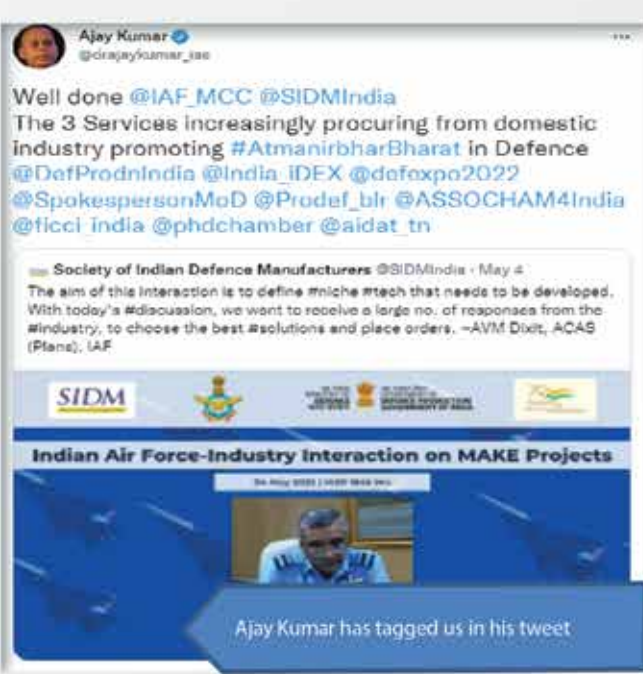 Ajay Kumar
@drajaykumar_ias
Well done @IAF_MCC @SIDMIndia
The 3 Services increasingly procuring from domestic
industry promoting #AtmanirbharBharat in Defence
@DefProdnIndia @India_iDEX @defexpo2022
@SpokespersonMoD @Prodef_blr @ASSOCHAM4India
@ficci_india @phdchamber @aidat_tn
Society of Indian Defence Manufacturers @SIDMIndia · May 4
The aim of this interaction is to define #niche #tech that needs to be developed.
With today's #discussion, we want to receive a large no. of responses from the
#industry, to choose the best #solutions and place orders. –AVM Dixit, ACAS
(Plans), IAF
SIDM
Indian Air Force-Industry Interaction on MAKE Projects
Ajay Kumar has tagged us in his tweet